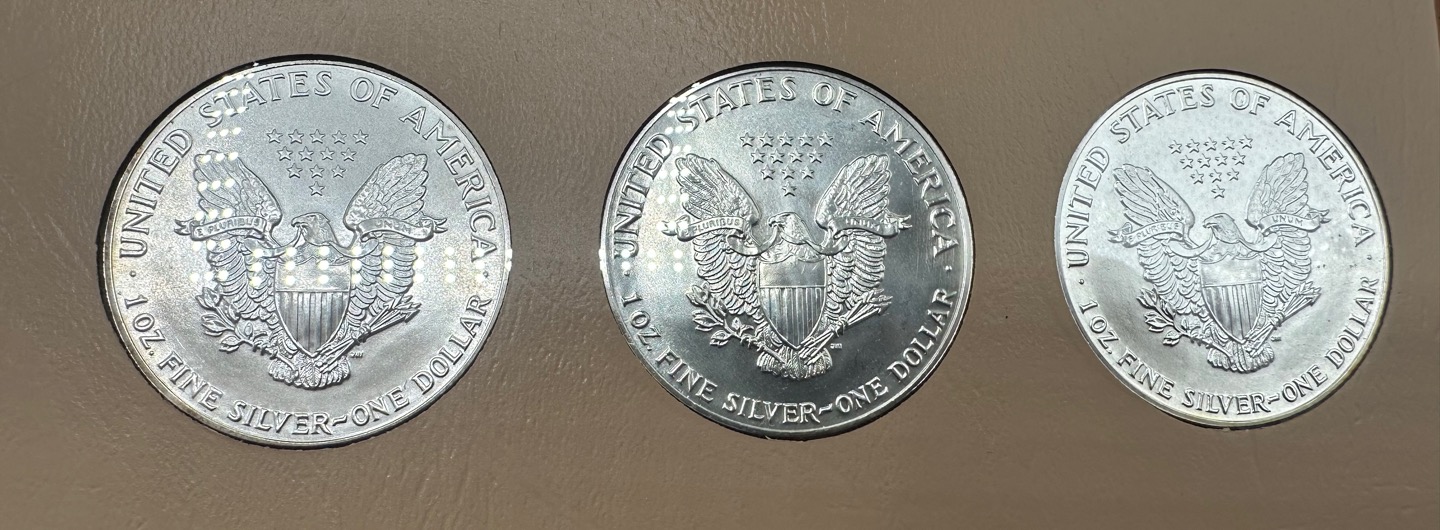 UNITED STATES OF AMERICA
E PLURIBUS UNUM
1 OZ. FINE SILVER~ONE DOLLAR
UNITED STATES OF AMERICA
PLURIBUS UNUM
1 OZ. FINE SILVER~ONE DOLLAR
UNITED STATES OF AMERICA
E PLURIBUS UNUM
1 OZ. FINE SILVER~ONE DOLLAR